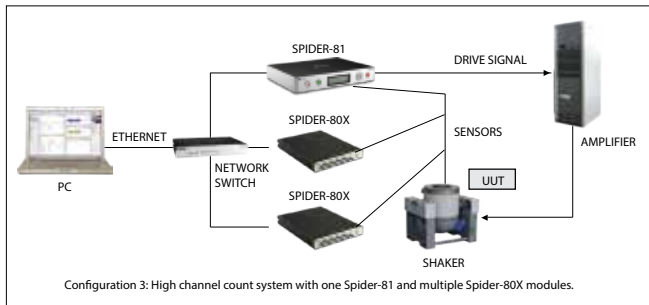 SPIDER-81
DRIVE SIGNAL
ETHERNET
SPIDER-80X
SENSORS
AMPLIFIER
NETWORK
SWITCH
PC
UUT
SPIDER-80X
SHAKER
Configuration 3: High channel count system with one Spider-81 and multiple Spider-80X modules.